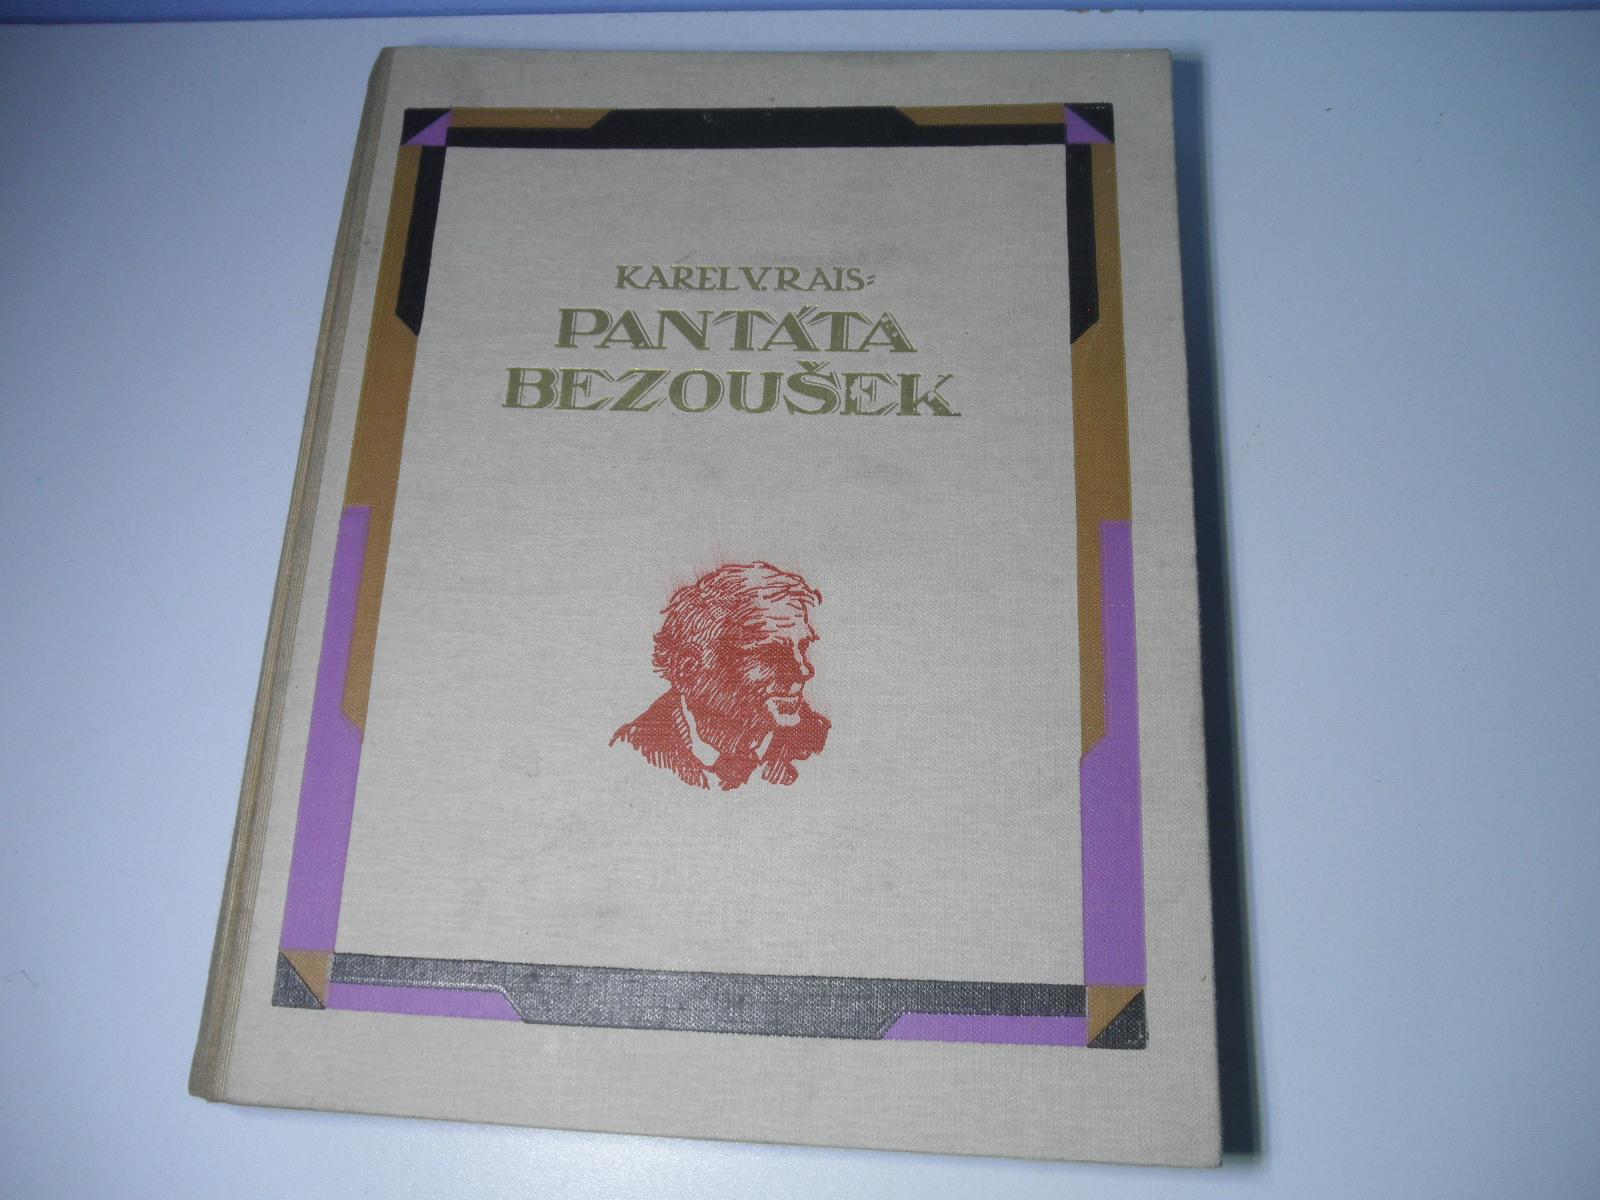 KAREL V. RAIS:
PANTÁTA
BEZOUŠEK